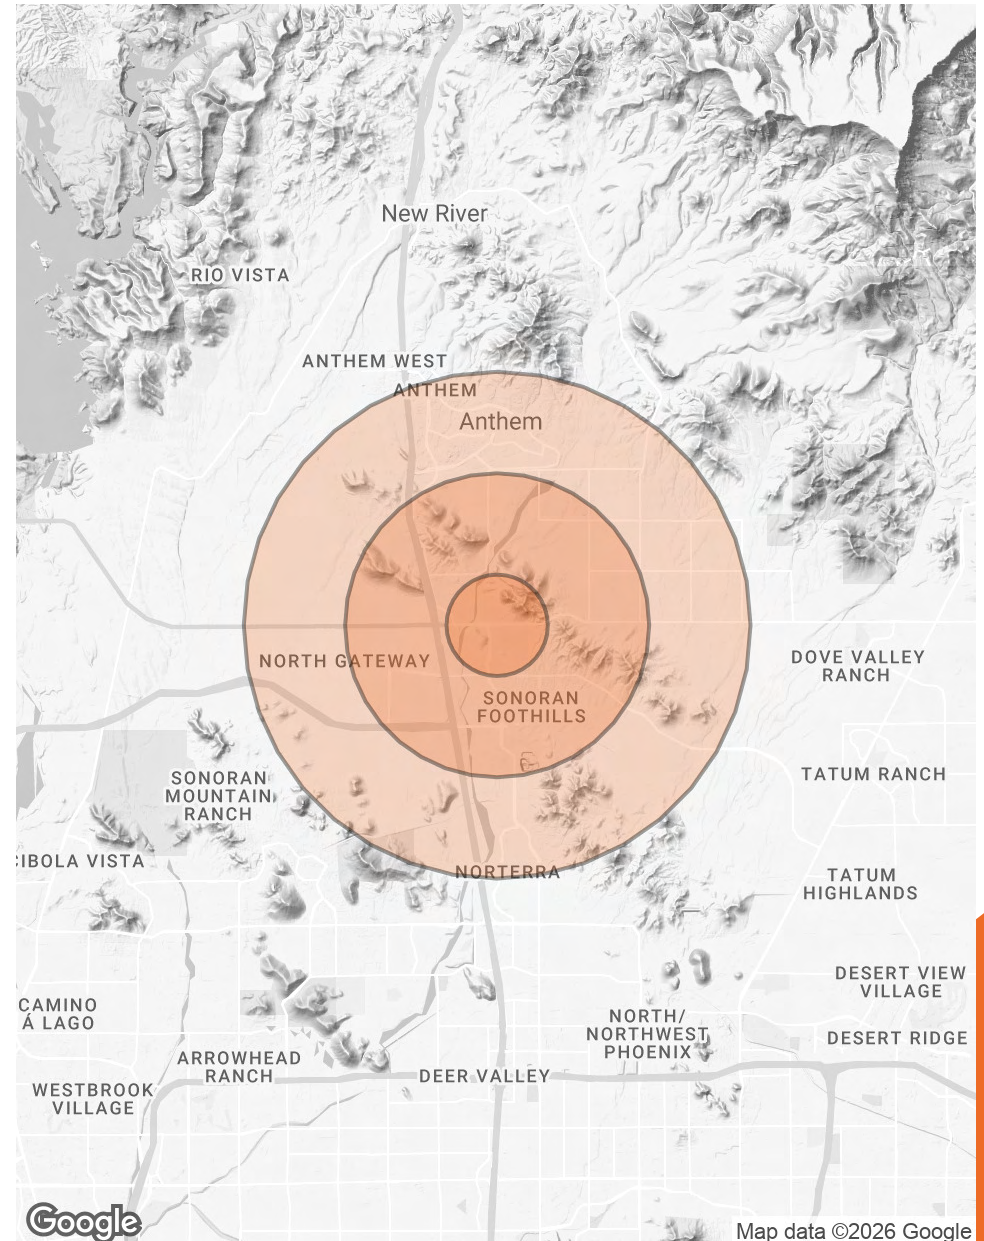 New River
RIO VISTA
ANTHEM WEST
ANTHEM
Anthem
NORTH GATEWAY
DOVE VALLEY
RANCH
SONORAN
FOOTHILLS
SONORAN
MOUNTAIN
RANCH
TATUM RANCH
CIBOLA VISTA
NORTERRA
TATUM
HIGHLANDS
DESERT VIEW
VILLAGE
CAMINO
Á LAGO
NORTH/
NORTHWEST
PHOENIX
DESERT RIDGE
ARROWHEAD
RANCH
DEER VALLEY
WESTBROOK
VILLAGE
Google
Map data ©2026 Google